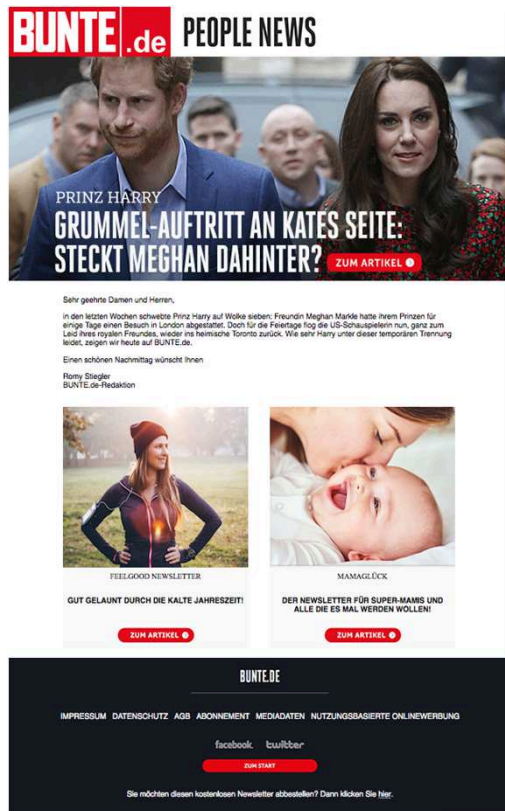 BUNTE.de PEOPLE NEWS
PRINZ HARRY
GRUMMEL-AUFTRITT AN KATES SEITE:
STECKT MEGHAN DAHINTER? ZUM ARTIKEL
Sehr geehrte Damen und Herren,
in den letzten Wochen schwebte Prinz Harry auf Wolke sieben: Freundin Meghan Markle hatte ihrem Prinzen für
einige Tage einen Besuch in London abgestattet. Doch für die Feiertage flog die US-Schauspielerin nun, ganz zum
Leid ihres royalen Freundes, wieder ins heimische Toronto zurück. Wie sehr Harry unter dieser temporären Trennung
leidet, zeigen wir heute auf BUNTE.de.
Einen schönen Nachmittag wünscht Ihnen
Romy Stiegler
BUNTE.de-Redaktion
FEELGOOD NEWSLETTER
GUT GELAUNT DURCH DIE KALTE JAHRESZEIT!
ZUM ARTIKEL
MAMAGLÜCK
DER NEWSLETTER FÜR SUPER-MAMIS UND
ALLE DIE ES MAL WERDEN WOLLEN!
ZUM ARTIKEL
BUNTE.DE
IMPRESSUM DATENSCHUTZ AGB ABONNEMENT MEDIADATEN NUTZUNGSBASIERTE ONLINEWERBUNG
facebook twitter
ZUM START
Sie möchten diesen kostenlosen Newsletter abbestellen? Dann klicken Sie hier.